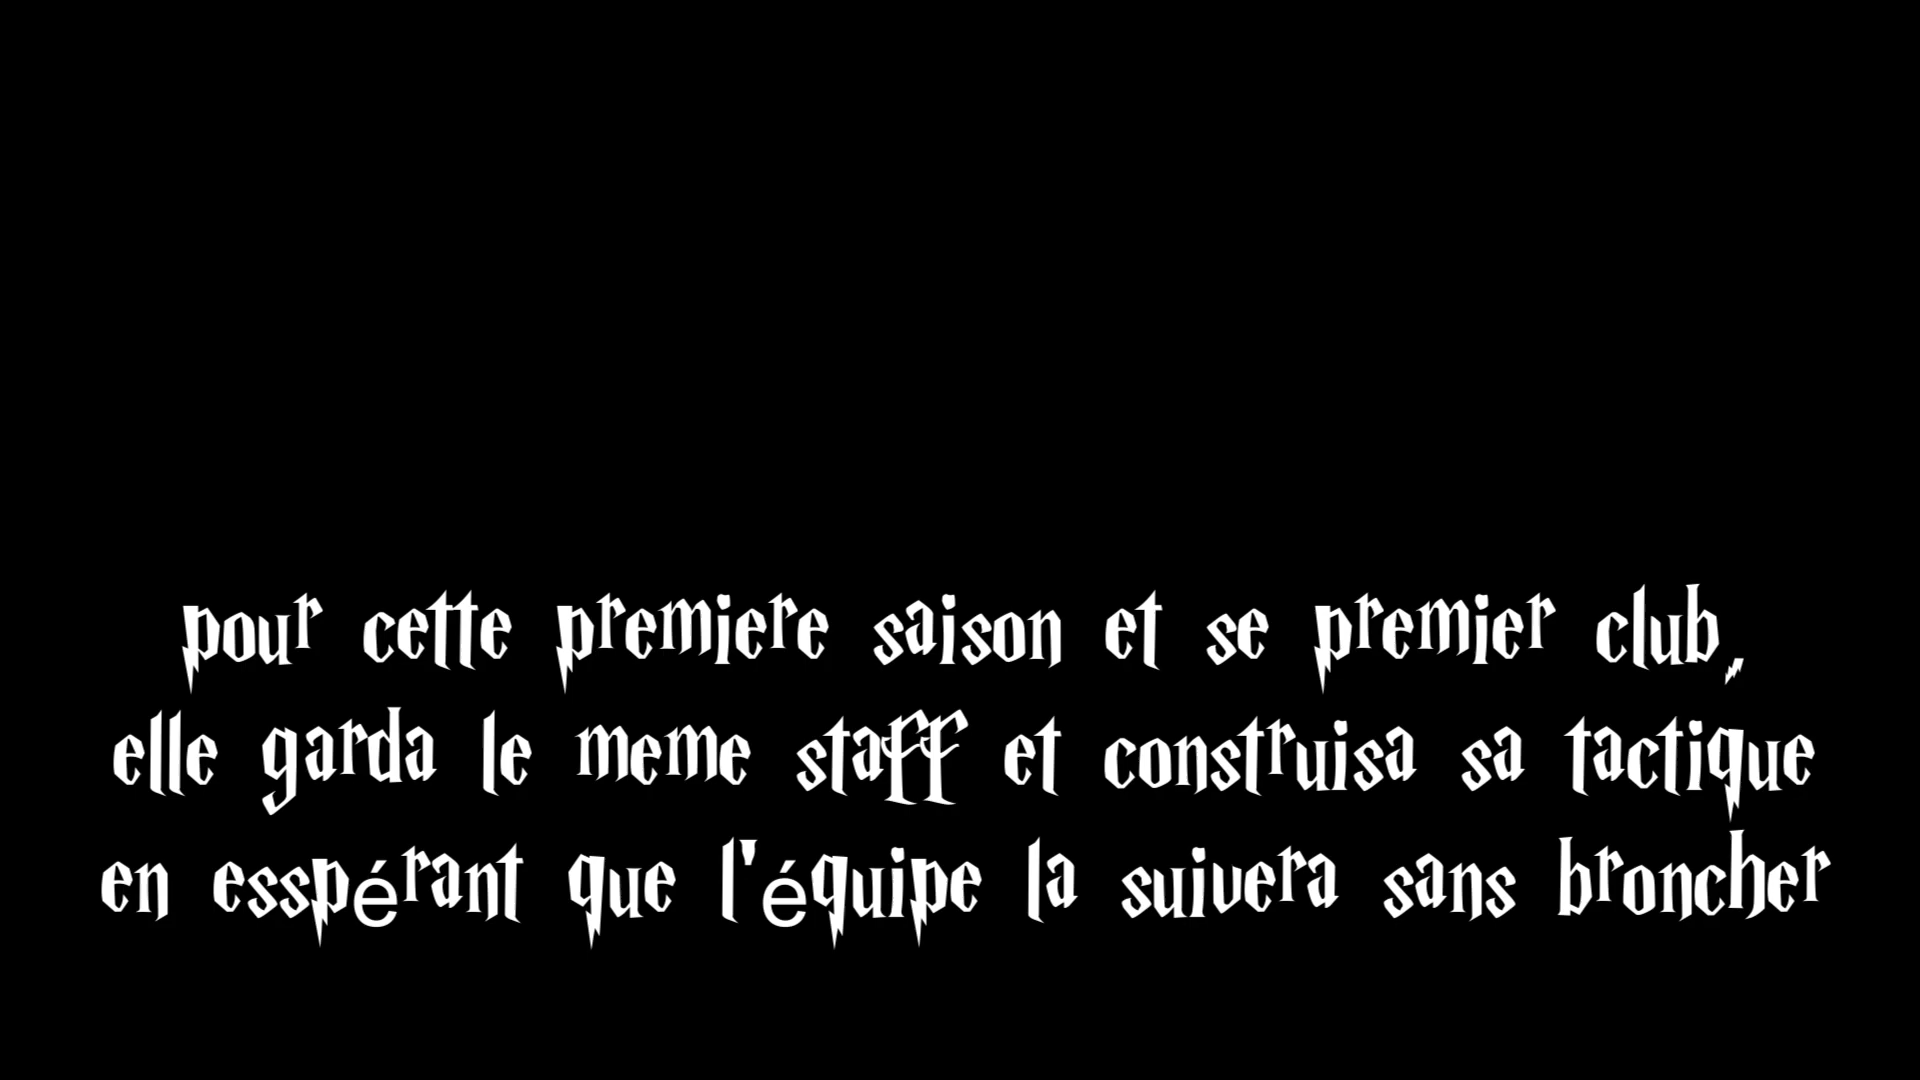 pour cette premiere saison et se premier club,
elle garda le meme staff et construisa sa tactique
en esspérant que l'équipe la suivera sans broncher